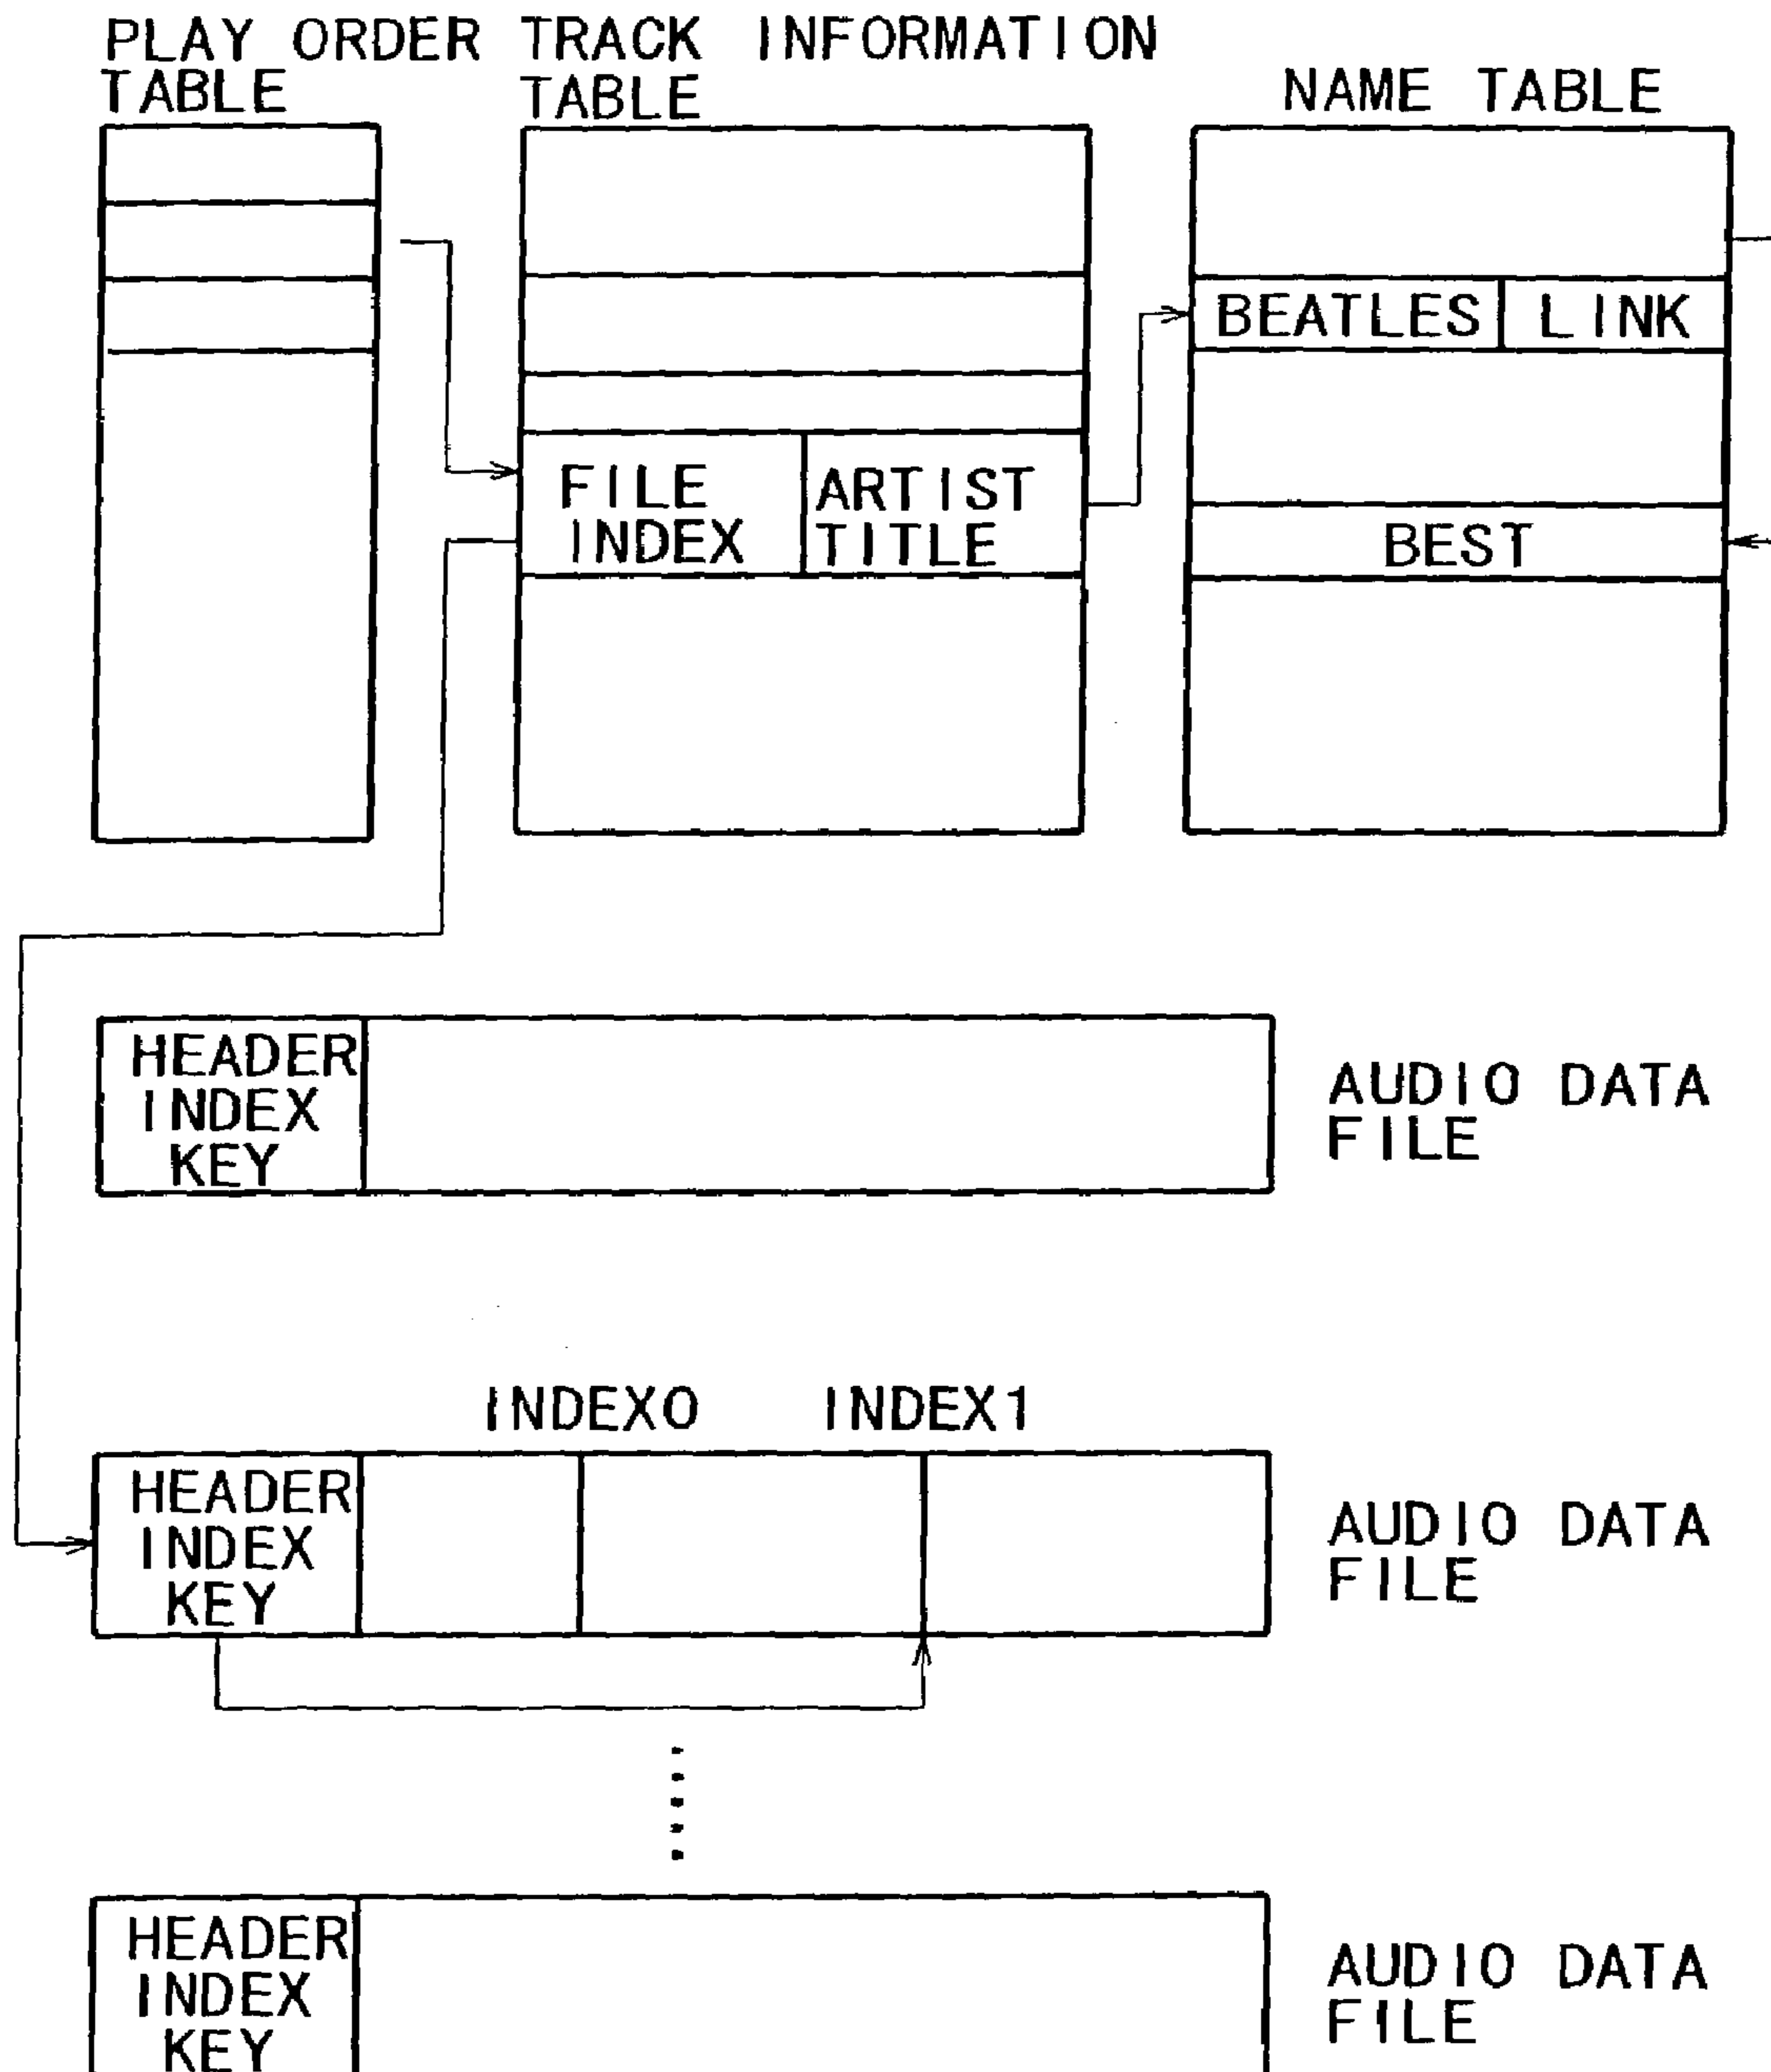 PLAY ORDER
TABLE
TRACK INFORMATION
TABLE
NAME TABLE
BEATLES
LINK
FILE
INDEX
ARTIST
TITLE
BEST
HEADER
INDEX
KEY
AUDIO DATA
FILE
INDEX0
INDEX1
HEADER
INDEX
KEY
AUDIO DATA
FILE
HEADER
INDEX
KEY
AUDIO DATA
FILE